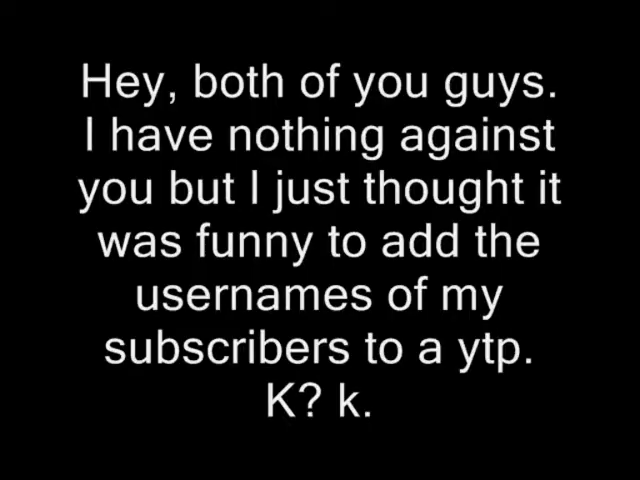 Hey, both of you guys.
I have nothing against
you but I just thought it
was funny to add the
usernames of my
subscribers to a ytp.
K? k.